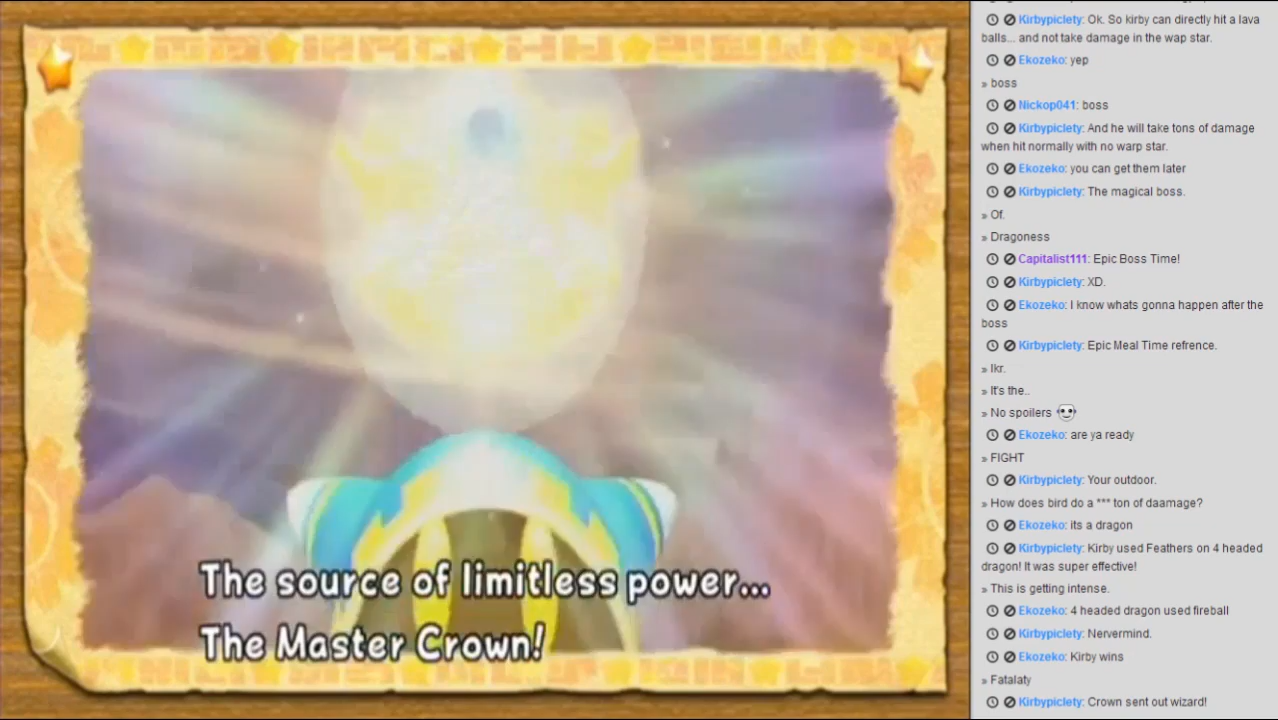 The source of limitless power...
The Master Crown!
Kirbypiclety: Ok. So kirby can directly hit a lava
balls... and not take damage in the wap star.
Ekozeko: yep
» boss
Nickop041: boss
Kirbypiclety: And he will take tons of damage
when hit normally with no warp star.
Ekozeko: you can get them later
Kirbypiclety: The magical boss.
» Of.
» Dragoness
Capitalist111: Epic Boss Time!
Kirbypiclety: XD.
Ekozeko: I know whats gonna happen after the
boss
Kirbypiclety: Epic Meal Time refrence.
» Ikr.
» It's the..
» No spoilers
Ekozeko: are ya ready
» FIGHT
Kirbypiclety: Your outdoor.
» How does bird do a *** ton of daamage?
Ekozeko: its a dragon
Kirbypiclety: Kirby used Feathers on 4 headed
dragon! It was super effective!
» This is getting intense.
Ekozeko: 4 headed dragon used fireball
Kirbypiclety: Nervermind.
Ekozeko: Kirby wins
» Fatalaty
Kirbypiclety: Crown sent out wizard!